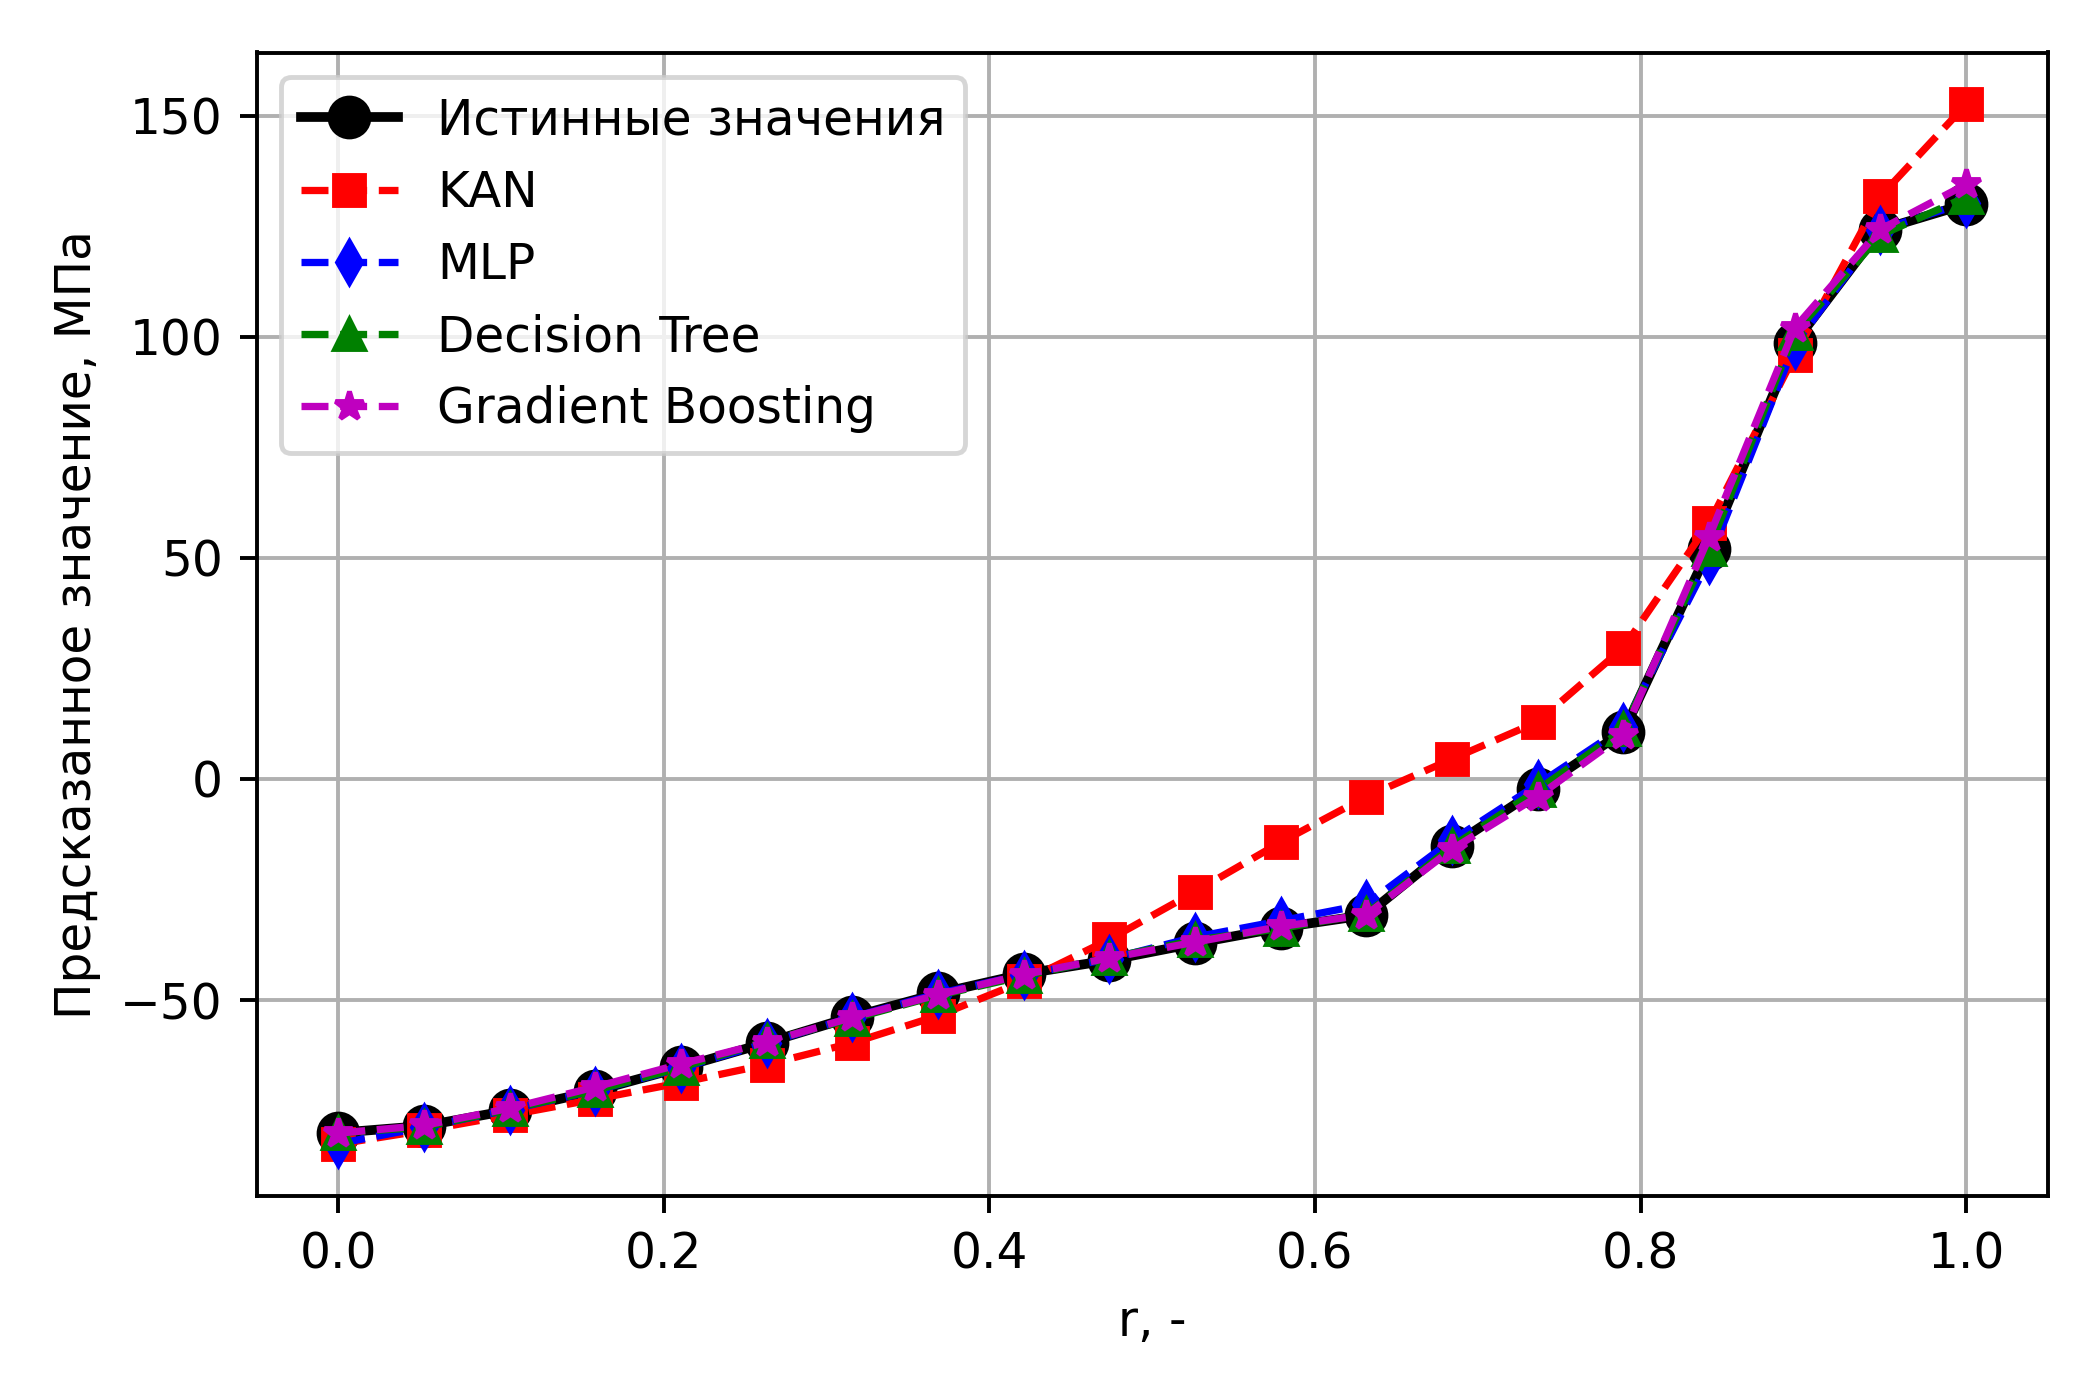 Истинные значения
KAN
MLP
Decision Tree
Gradient Boosting
150
100
50
0
−50
Предсказанное значение, МПа
0.0 0.2 0.4 0.6 0.8 1.0
r, -